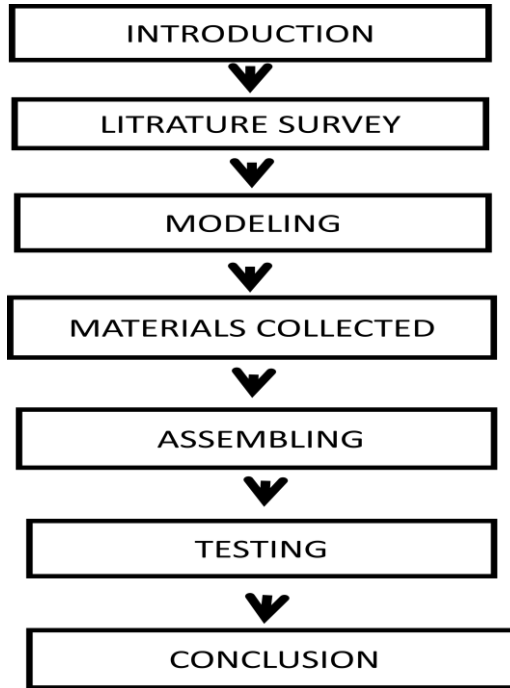 INTRODUCTION
LITRATURE SURVEY
MODELING
MATERIALS COLLECTED
ASSEMBLING
TESTING
CONCLUSION